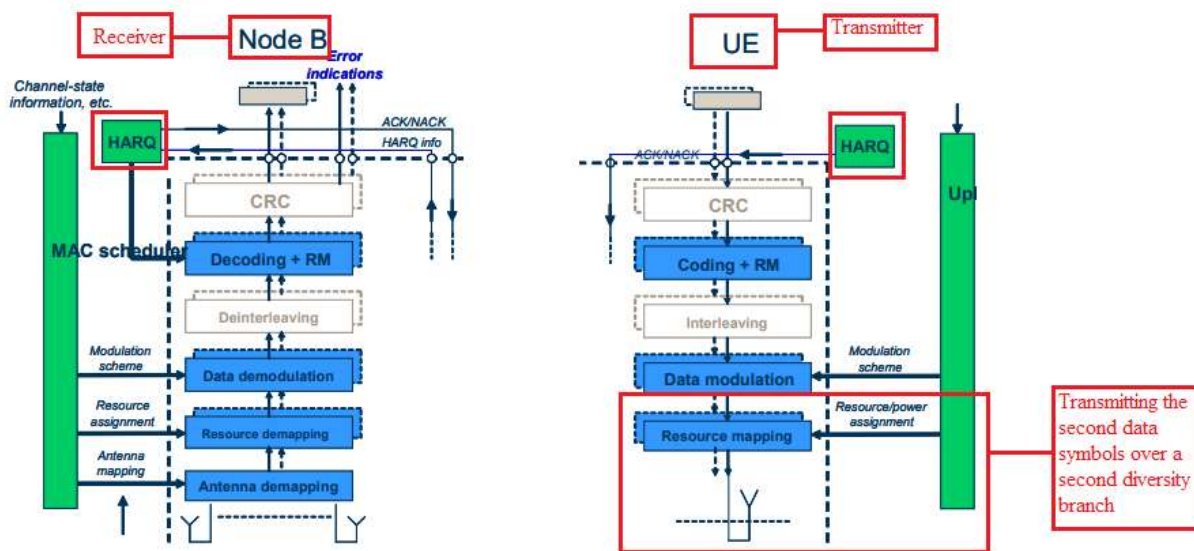 Receiver
Node B
Error
indications
Channel-state
information, etc.
HARQ
ACK/NACK
HARQ info
CRC
MAC scheduler
Decoding + RM
Deinterleaving
Modulation
scheme
Data demodulation
Resource
assignment
Resource demapping
Antenna
mapping
Antenna demapping
UE
Transmitter
ACK/NACK
HARQ
CRC
Upl
Coding + RM
Interleaving
Data modulation
Modulation
scheme
Resource/power
assignment
Resource mapping
Transmitting the
second data
symbols over a
second diversity
branch